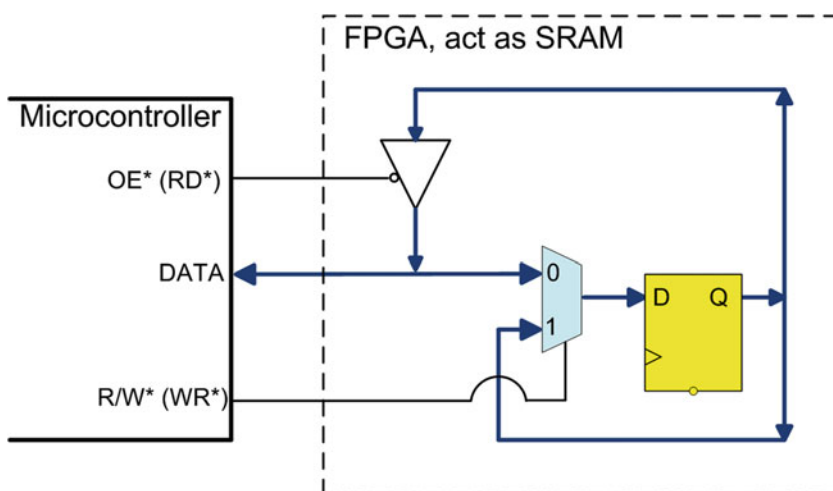 FPGA, act as SRAM
Microcontroller
OE* (RD*)
DATA
0
1
D Q
R/W* (WR*)